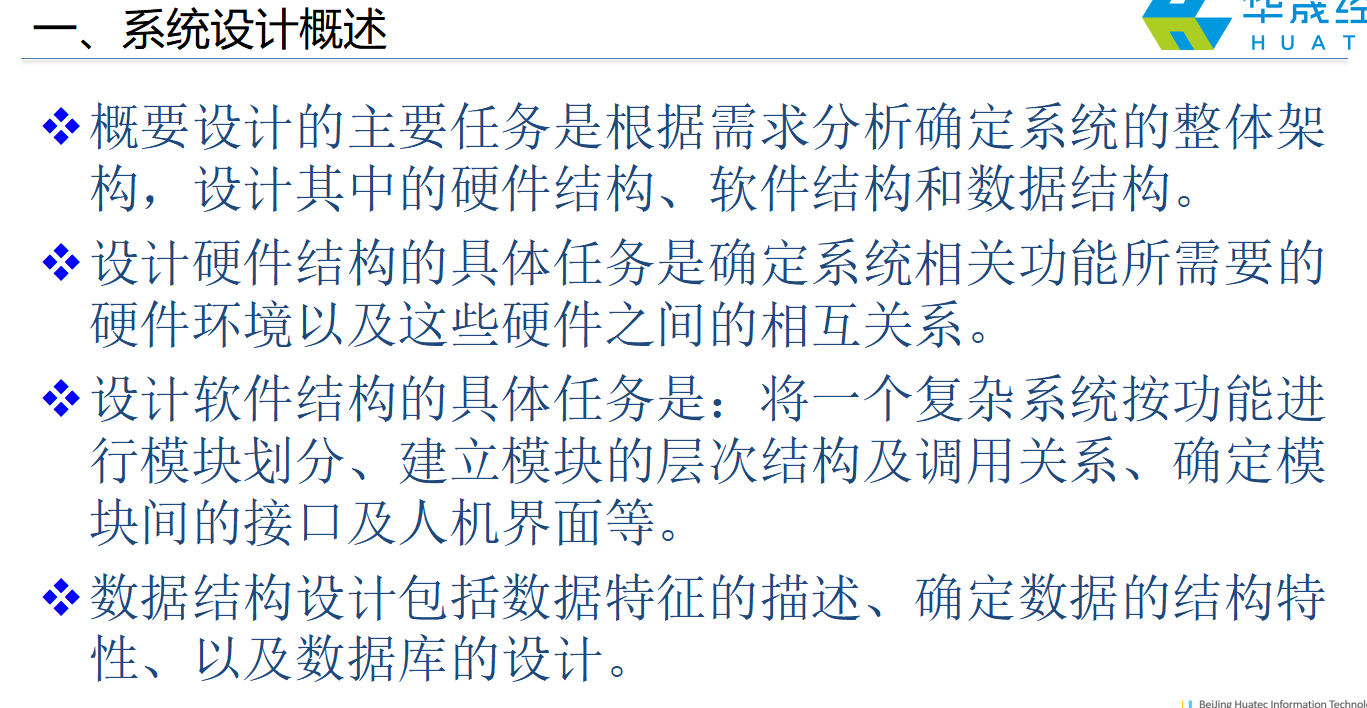 一、系统设计概述
华晟经
HUAT
概要设计的主要任务是根据需求分析确定系统的整体架
构，设计其中的硬件结构、软件结构和数据结构。
设计硬件结构的具体任务是确定系统相关功能所需要的
硬件环境以及这些硬件之间的相互关系。
设计软件结构的具体任务是：将一个复杂系统按功能进
行模块划分、建立模块的层次结构及调用关系、确定模
块间的接口及人机界面等。
数据结构设计包括数据特征的描述、确定数据的结构特
性、以及数据库的设计。
BeiJing Huatec Information Technol